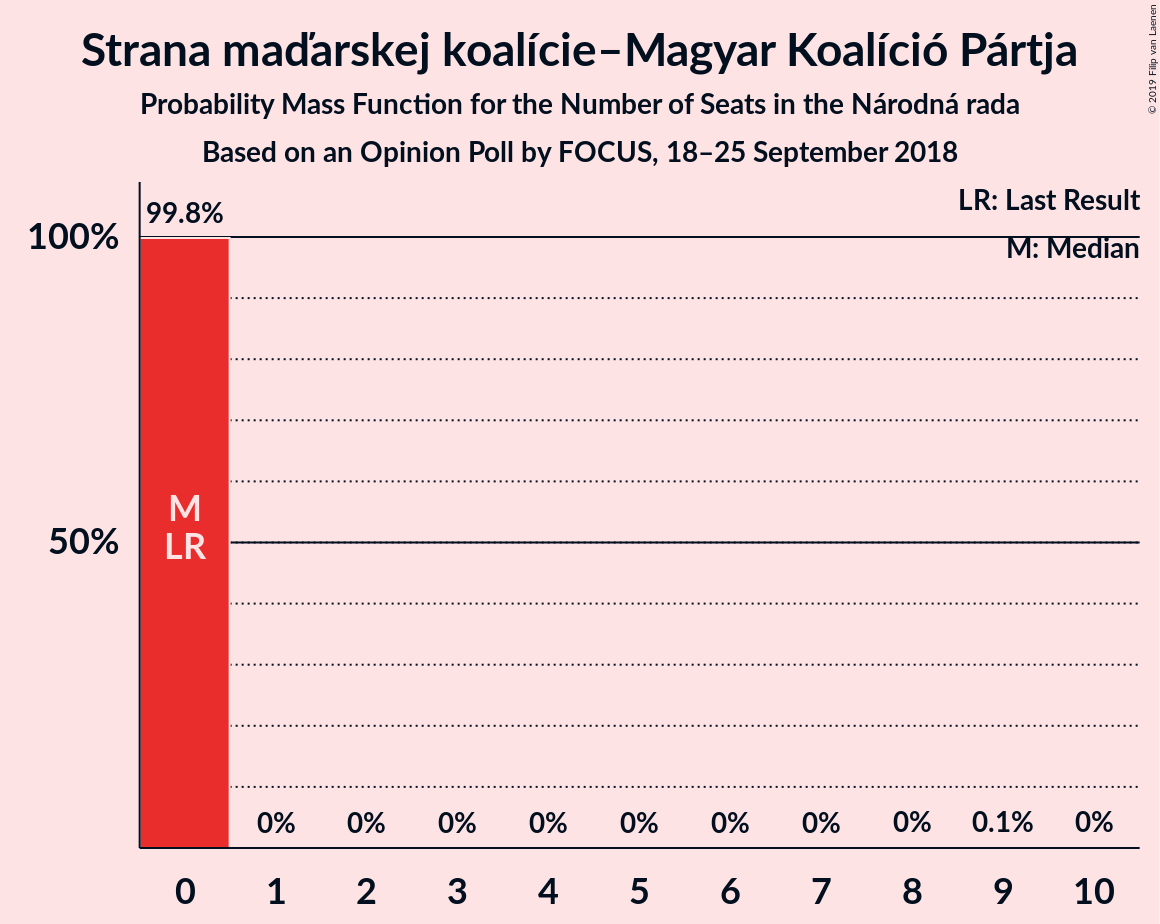 Strana maďarskej koalície–Magyar Koalíció Pártja
Probability Mass Function for the Number of Seats in the Národná rada
Based on an Opinion Poll by FOCUS, 18–25 September 2018
© 2019 Filip van Laenen
LR: Last Result
M: Median
99.8%
100%
M
LR
50%
0% 0% 0% 0% 0% 0% 0% 0% 0.1% 0%
0 1 2 3 4 5 6 7 8 9 10